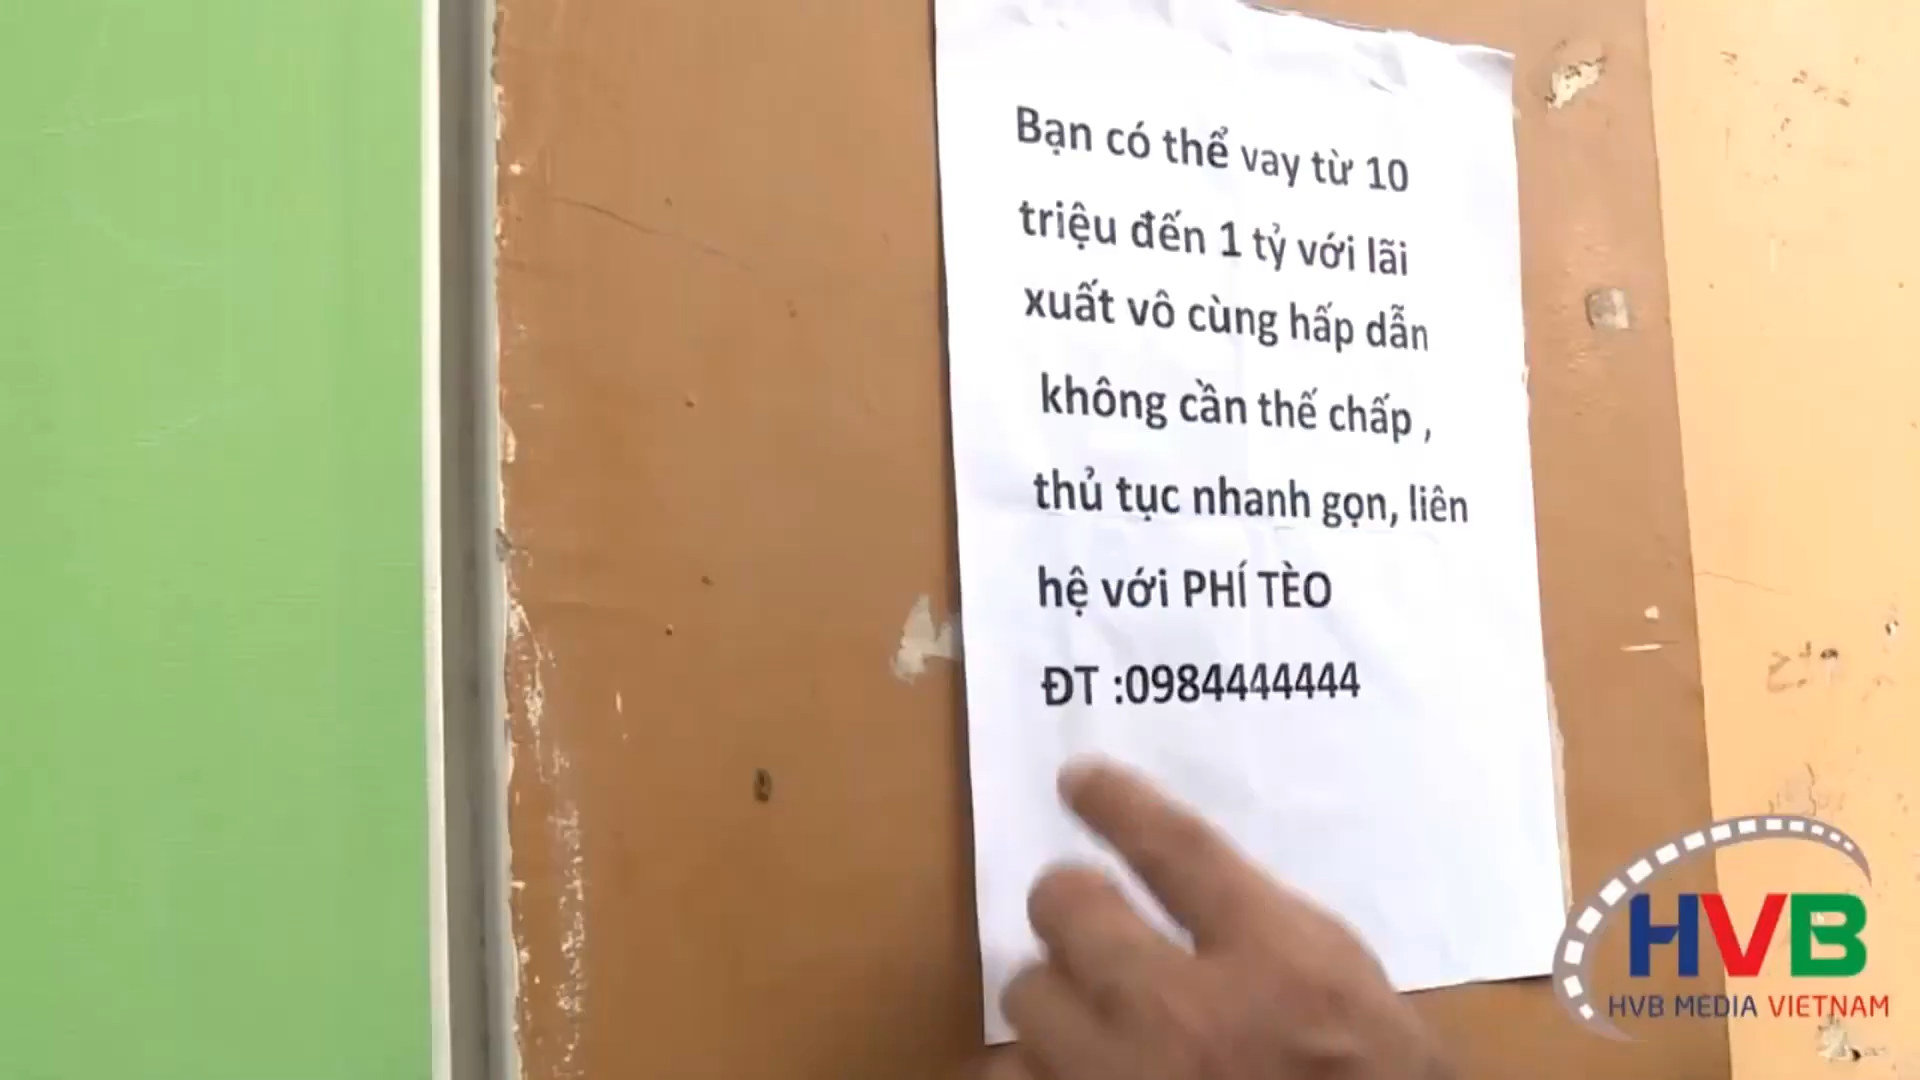 Bạn có thể vay từ 10
triệu đến 1 tỷ với lãi
xuất vô cùng hấp dẫn
không cần thế chấp ,
thủ tục nhanh gọn, liên
hệ với PHÍ TÈO
ĐT :0984444444
HVB
HVB MEDIA VIETNAM